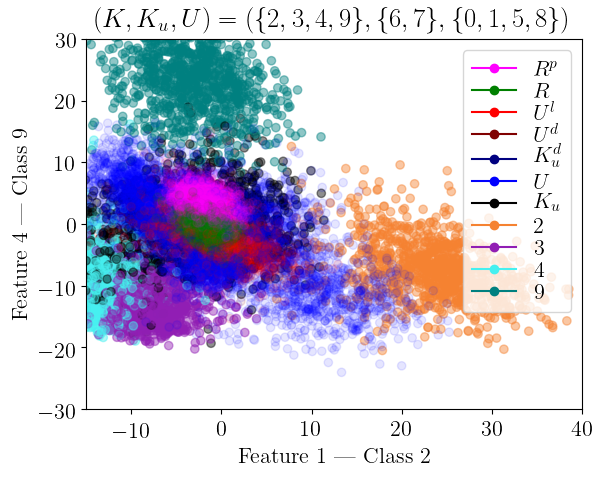 (K, K_u, U) = ({2, 3, 4, 9}, {6, 7}, {0, 1, 5, 8})
30
20
10
0
−10
−20
−30
Feature 4 — Class 9
R^p
R
U^l
U^d
K_u^d
U
K_u
2
3
4
9
−10
0
10
20
30
40
Feature 1 — Class 2